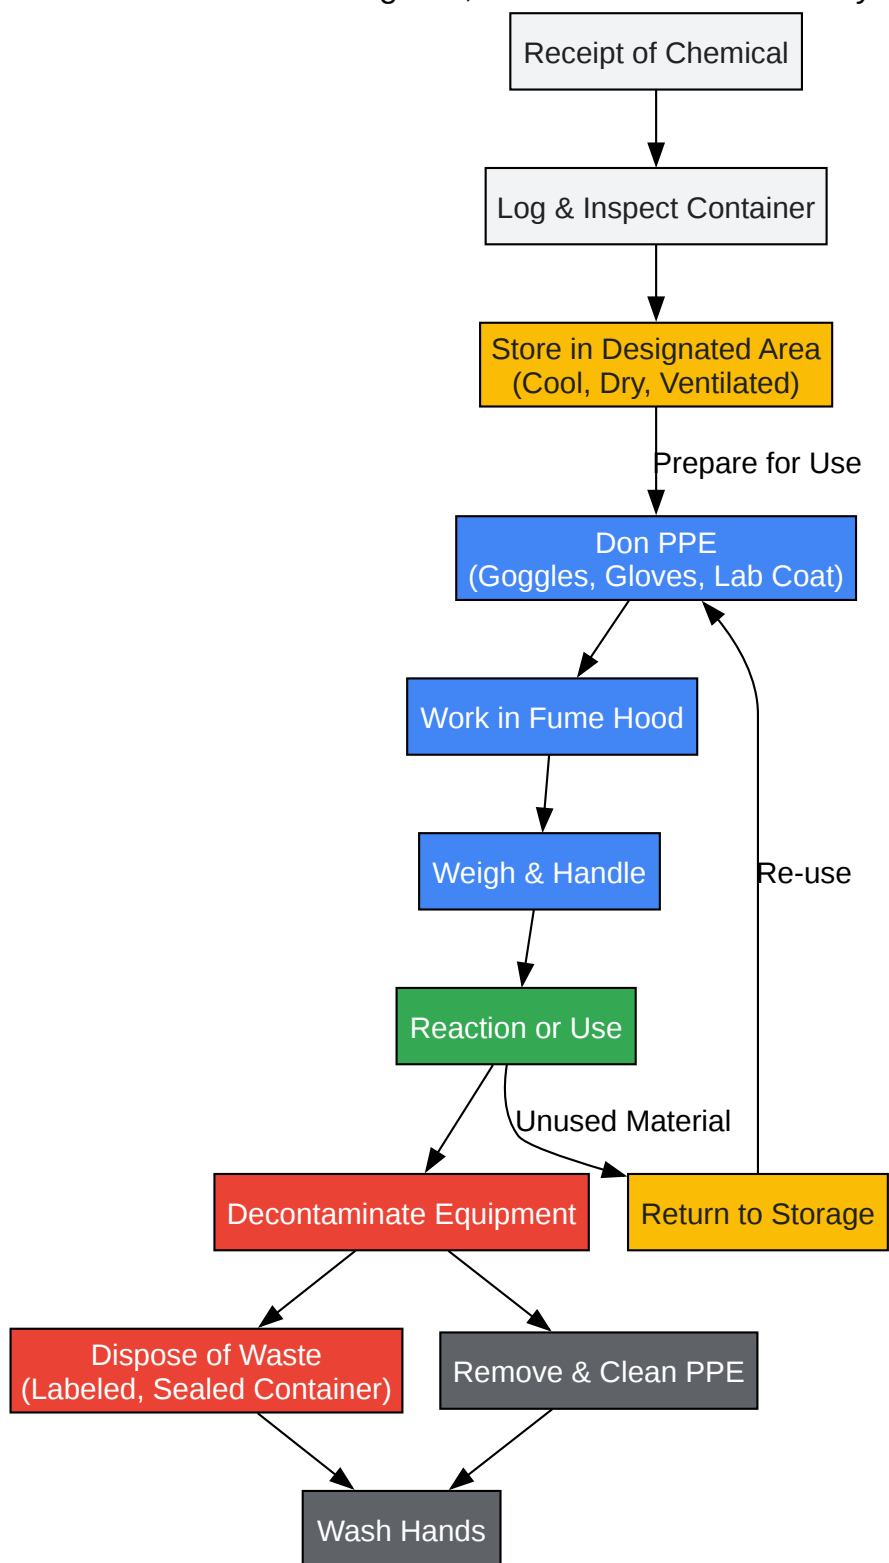 Receipt of Chemical
Log & Inspect Container
Store in Designated Area
(Cool, Dry, Ventilated)
Prepare for Use
Don PPE
(Goggles, Gloves, Lab Coat)
Work in Fume Hood
Weigh & Handle
Re-use
Reaction or Use
Unused Material
Decontaminate Equipment
Return to Storage
Dispose of Waste
(Labeled, Sealed Container)
Remove & Clean PPE
Wash Hands